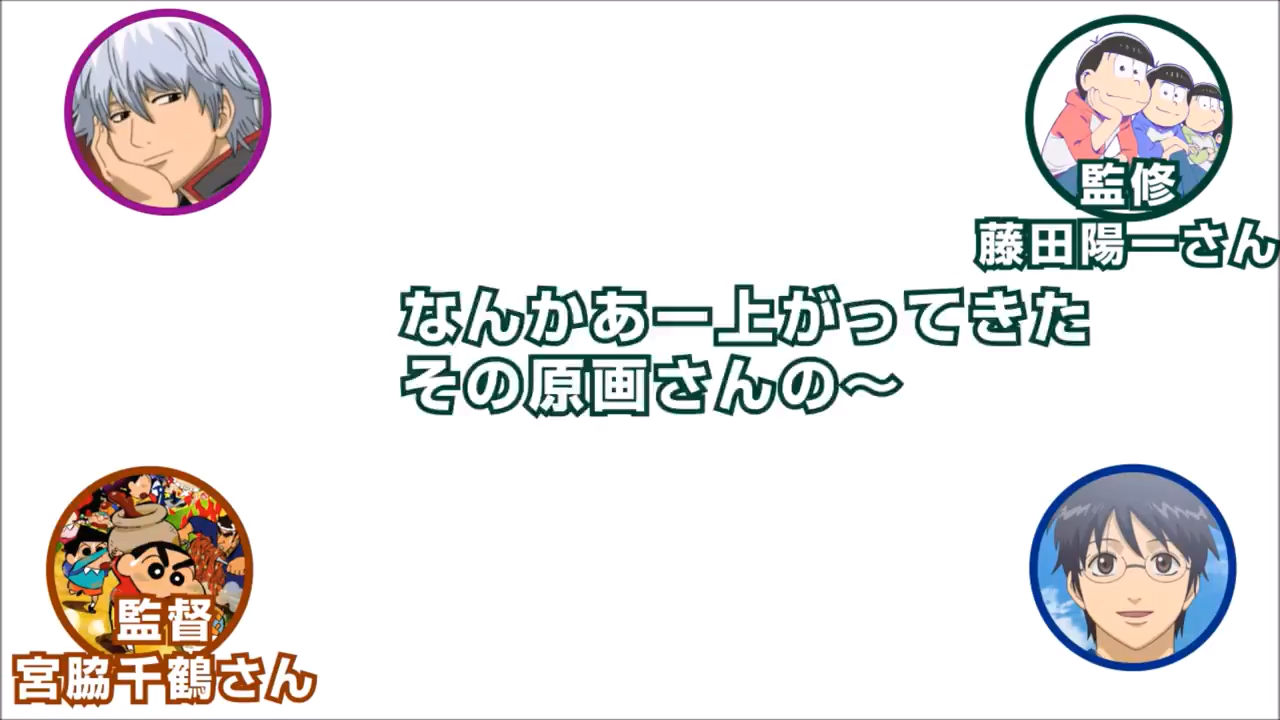 監修
藤田陽一さん
なんかあー上がってきた
その原画さんの～
監督
宮脇千鶴さん